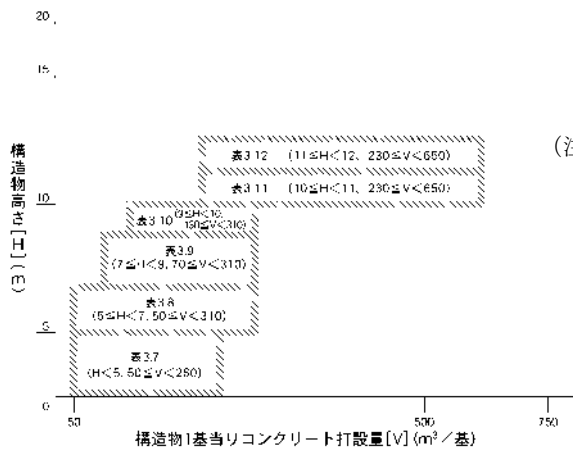 20
15
10
5
0
構造物高さ[H](m)
表3.12 (11≦H<12、230≦V<650)
表3.11 (10≦H<11、230≦V<650)
表3.10
表3.9
(7≦H<9,70≦V<310)
表3.8
(5≦H<7,50≦V<310)
表3.7
(H<5,50≦V<280)
50
500
750
構造物1基当りコンクリート打設量[V](m³/基)
(注